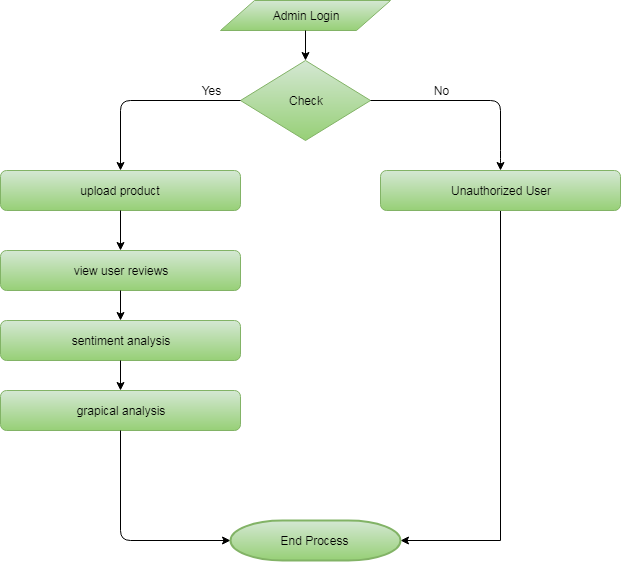 Admin Login
Check
Yes
No
upload product
Unauthorized User
view user reviews
sentiment analysis
grapical analysis
End Process